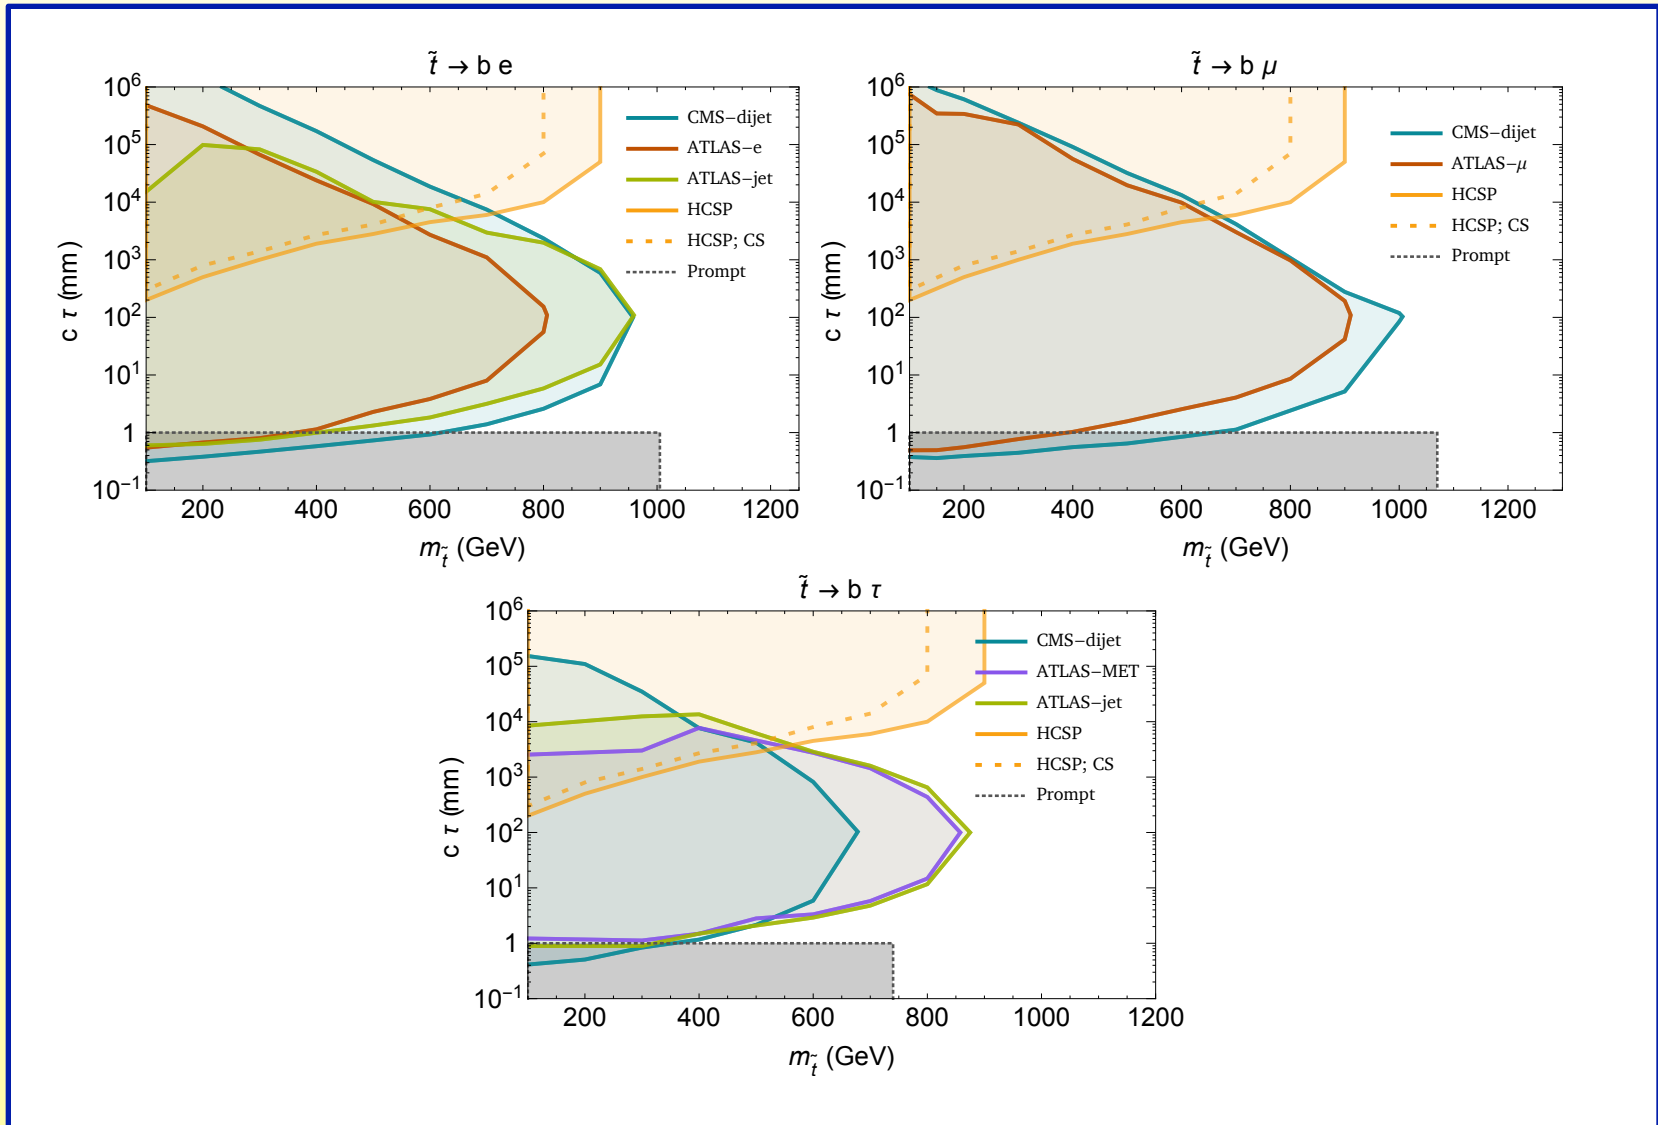 t̃ → b e
10⁶
10⁵
10⁴
10³
10²
10¹
1
10⁻¹
c τ (mm)
200 400 600 800 1000 1200
m_t̃ (GeV)
CMS−dijet
ATLAS−e
ATLAS−jet
HCSP
HCSP; CS
Prompt
t̃ → b μ
10⁶
10⁵
10⁴
10³
10²
10¹
1
10⁻¹
c τ (mm)
200 400 600 800 1000 1200
m_t̃ (GeV)
CMS−dijet
ATLAS−μ
HCSP
HCSP; CS
Prompt
t̃ → b τ
10⁶
10⁵
10⁴
10³
10²
10¹
1
10⁻¹
c τ (mm)
200 400 600 800 1000 1200
m_t̃ (GeV)
CMS−dijet
ATLAS−MET
ATLAS−jet
HCSP
HCSP; CS
Prompt